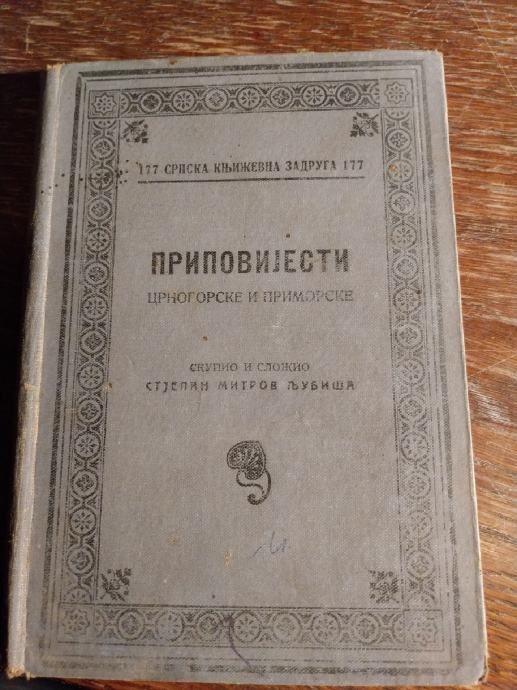 177 СРПСКА КЊИЖЕВНА ЗАДРУГА 177
ПРИПОВИЈЕСТИ
ЦРНОГОРСКЕ И ПРИМОРСКЕ
СКУПИО И СЛОЖИО
СТЈЕПАН МИТРОВ ЉУБИША